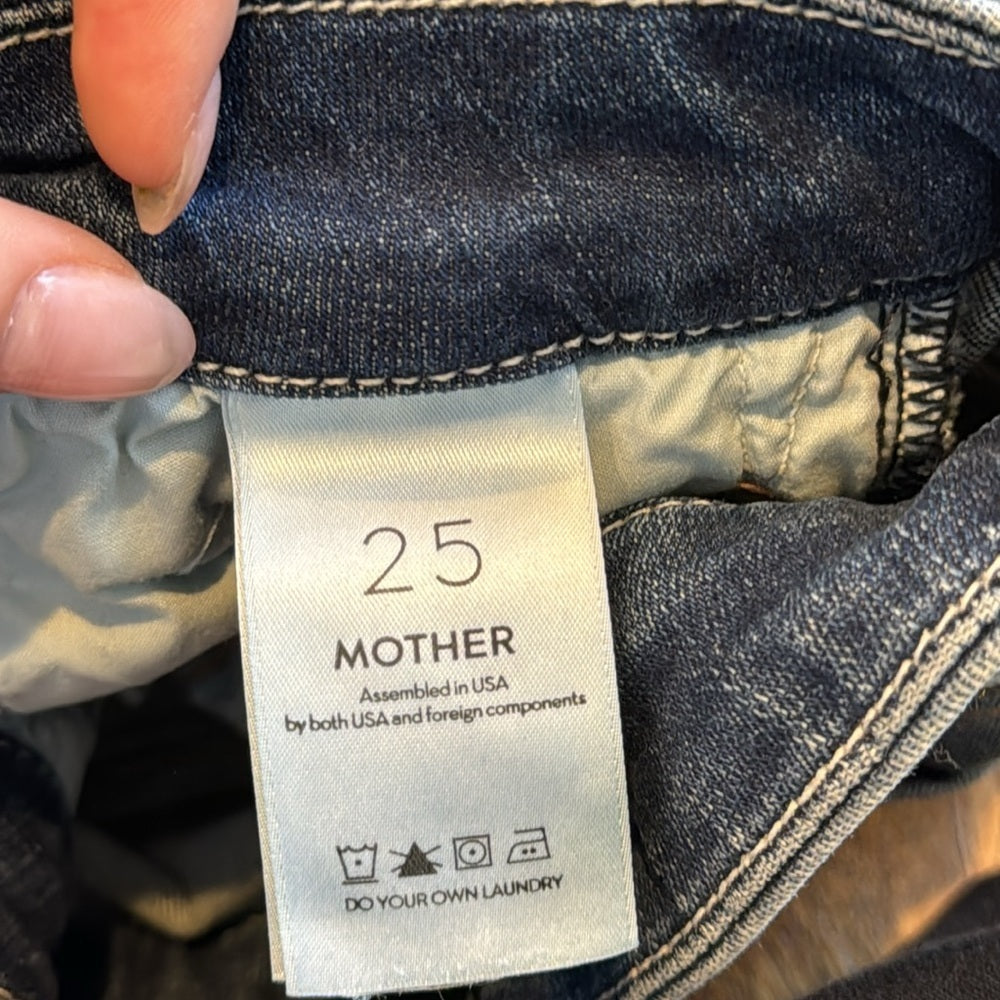 25
MOTHER
Assembled in USA
by both USA and foreign components
DO YOUR OWN LAUNDRY